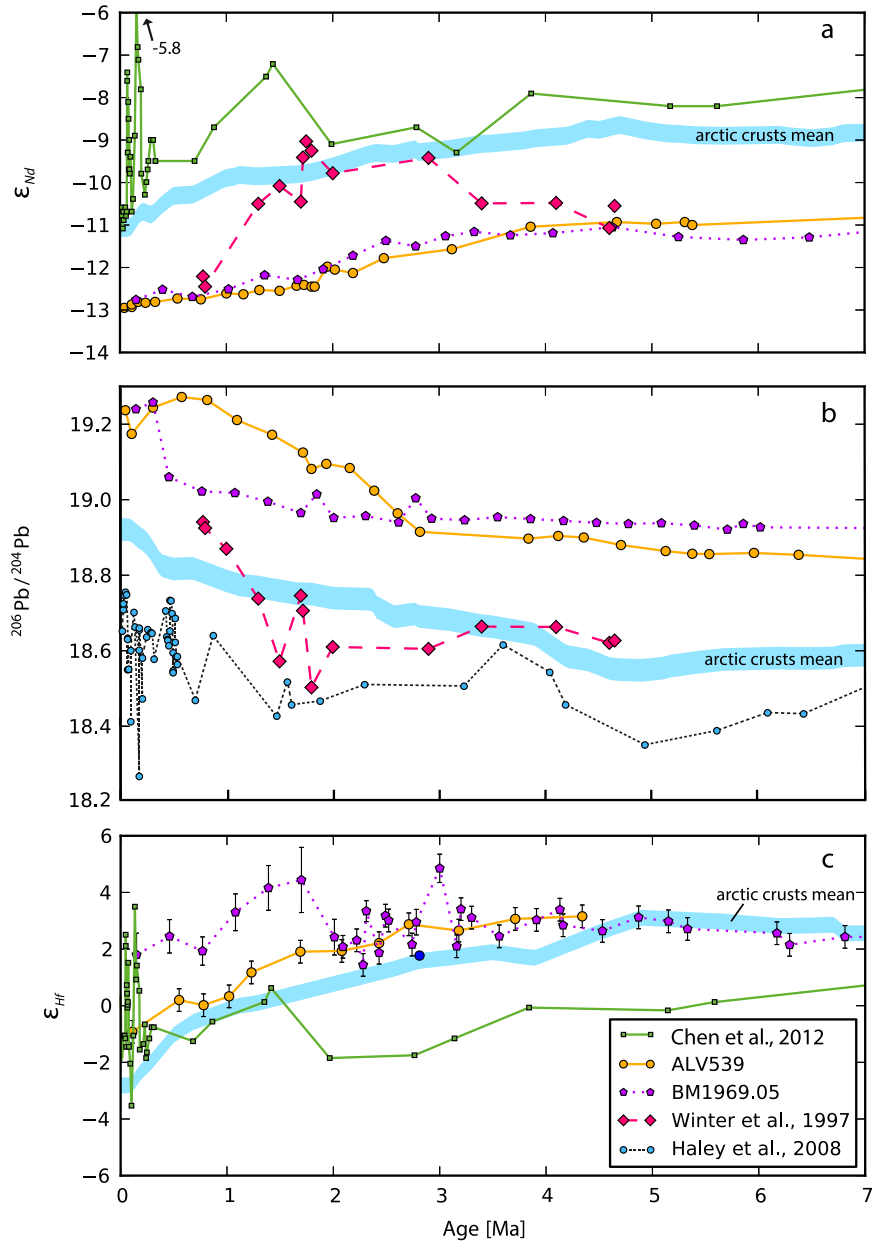 −6
−7
−8
−9
−10
−11
−12
−13
−14
εNd
-5.8
a
arctic crusts mean
19.2
19.0
18.8
18.6
18.4
18.2
206Pb/204Pb
b
arctic crusts mean
6
4
2
0
−2
−4
−6
εHf
c
arctic crusts mean
Chen et al., 2012
ALV539
BM1969.05
Winter et al., 1997
Haley et al., 2008
0 1 2 3 4 5 6 7
Age [Ma]